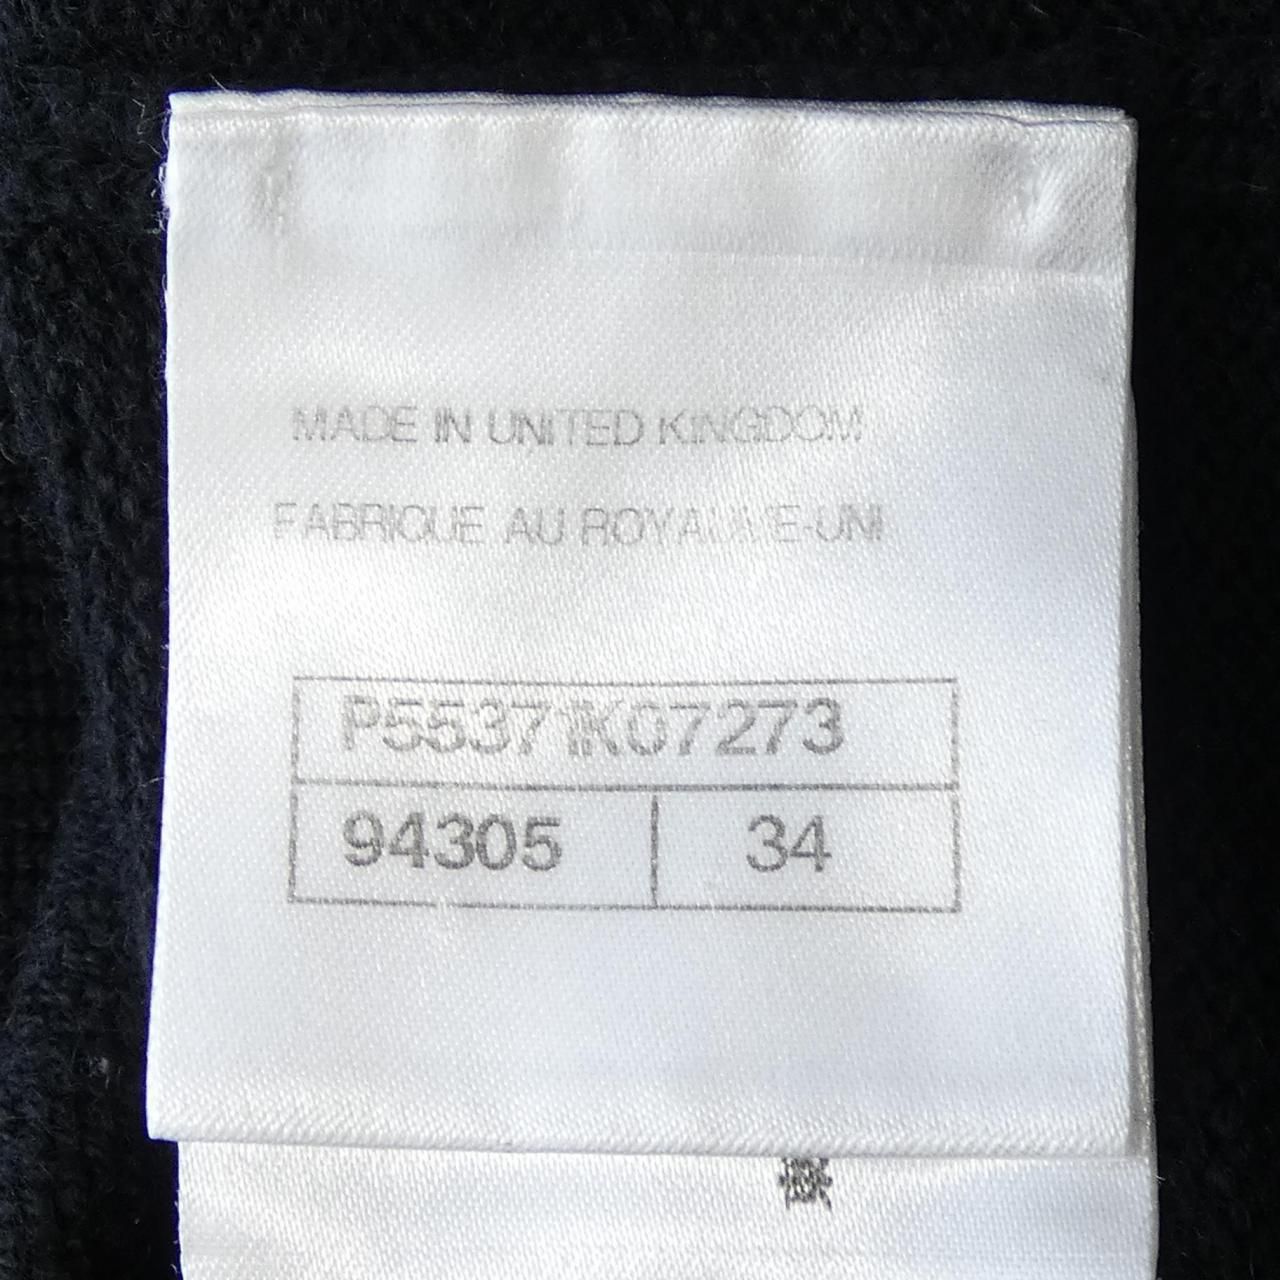 MADE IN UNITED KINGDOM
FABRIQUE AU ROYAUME-UNI
P55371K07273
94305 34